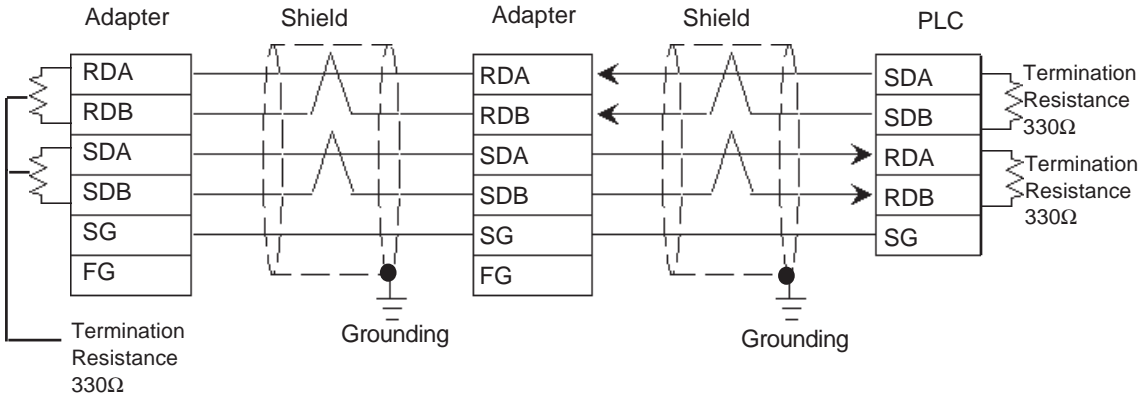 Adapter
Shield
Adapter
Shield
PLC
RDA
RDB
SDA
SDB
SG
FG
RDA
RDB
SDA
SDB
SG
FG
SDA
SDB
RDA
RDB
SG
Termination
Resistance
330Ω
Termination
Resistance
330Ω
Termination
Resistance
330Ω
Grounding
Grounding